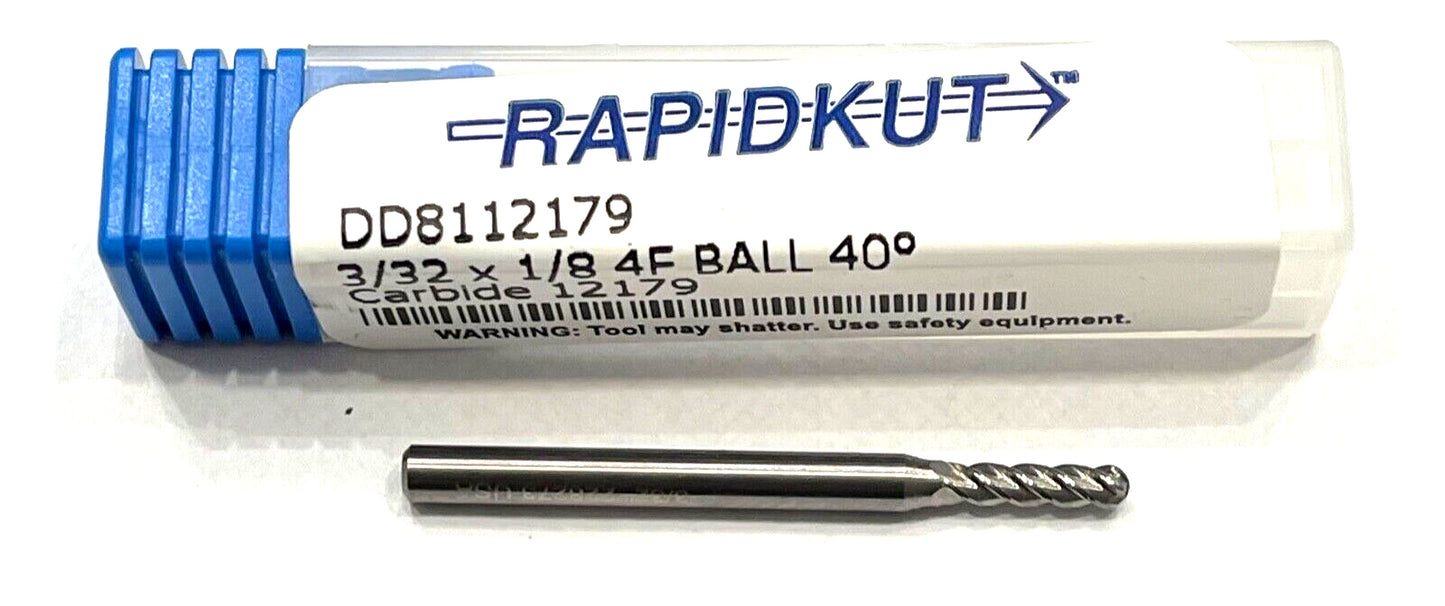 RAPIDKUT™
DD8112179
3/32 x 1/8 4F BALL 40°
Carbide 12179
WARNING: Tool may shatter. Use safety equipment.